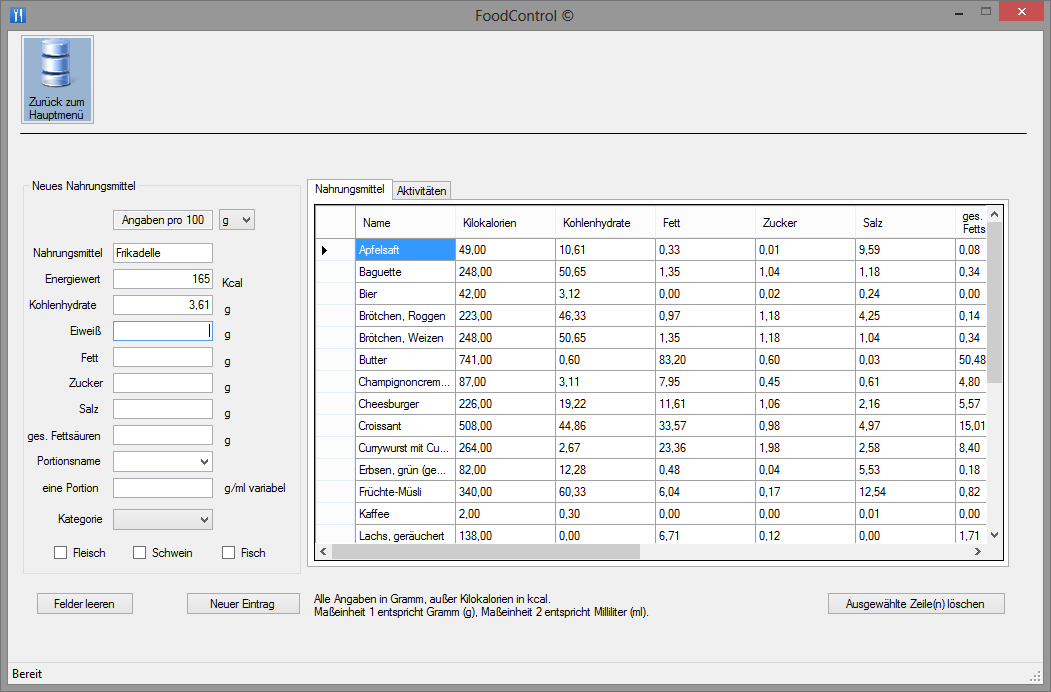 FoodControl ©
Zurück zum
Hauptmenü
Neues Nahrungsmittel
Angaben pro 100 g
Nahrungsmittel Frikadelle
Energiewert 165 Kcal
Kohlenhydrate 3,61 g
Eiweiß g
Fett g
Zucker g
Salz g
ges. Fettsäuren g
Portionsname
eine Portion g/ml variabel
Kategorie
Fleisch Schwein Fisch
Felder leeren Neuer Eintrag
Nahrungsmittel Aktivitäten
Name Kilokalorien Kohlenhydrate Fett Zucker Salz ges.
Fetts
Apfelsaft 49,00 10,61 0,33 0,01 9,59 0,08
Baguette 248,00 50,65 1,35 1,04 1,18 0,34
Bier 42,00 3,12 0,00 0,02 0,24 0,00
Brötchen, Roggen 223,00 46,33 0,97 1,18 4,25 0,14
Brötchen, Weizen 248,00 50,65 1,35 1,18 1,04 0,34
Butter 741,00 0,60 83,20 0,60 0,03 50,48
Champignoncrem... 87,00 3,11 7,95 0,45 0,61 4,80
Cheesburger 226,00 19,22 11,61 1,06 2,16 5,57
Croissant 508,00 44,86 33,57 0,98 4,97 15,01
Currywurst mit Cu... 264,00 2,67 23,36 1,98 2,58 8,40
Erbsen, grün (ge... 82,00 12,28 0,48 0,04 5,53 0,18
Früchte-Müsli 340,00 60,33 6,04 0,17 12,54 0,82
Kaffee 2,00 0,30 0,00 0,00 0,01 0,00
Lachs, geräuchert 138,00 0,00 6,71 0,12 0,00 1,71
Alle Angaben in Gramm, außer Kilokalorien in kcal.
Maßeinheit 1 entspricht Gramm (g), Maßeinheit 2 entspricht Milliliter (ml).
Ausgewählte Zeile(n) löschen
Bereit